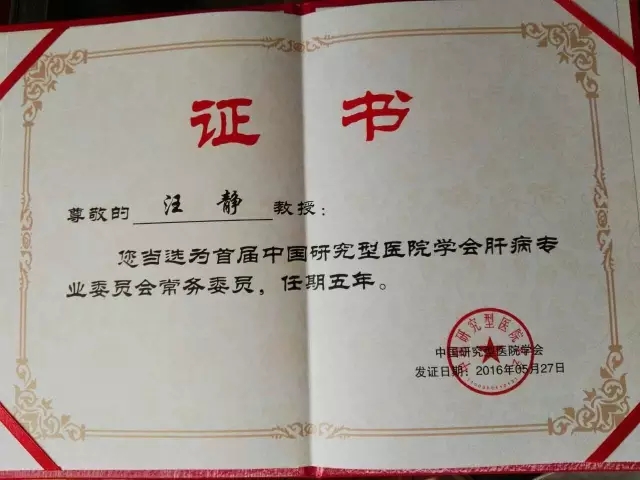 证书
尊敬的 汪静 教授：
您当选为首届中国研究型医院学会肝病专
业委员会常务委员，任期五年。
中国研究型医院学会
发证日期：2016年05月27日